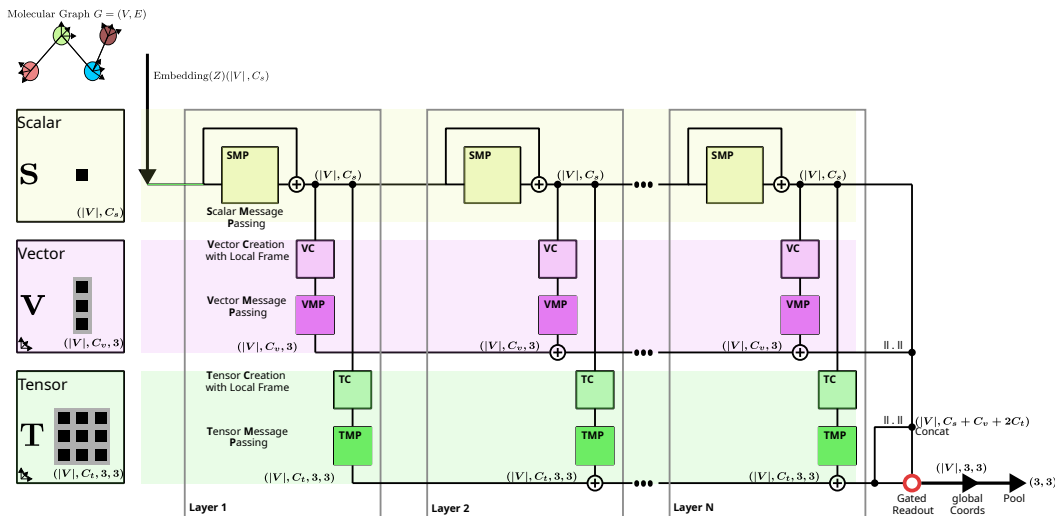 Molecular Graph G = (V, E)
Embedding(Z)(|V|, C_s)
Scalar
S
(|V|, C_s)
SMP
(|V|, C_s)
Scalar Message
Passing
SMP
(|V|, C_s)
SMP
(|V|, C_s)
Vector
V
(|V|, C_v, 3)
Vector Creation
with Local Frame
VC
Vector Message
Passing
VMP
(|V|, C_v, 3)
VC
VMP
(|V|, C_v, 3)
VC
VMP
(|V|, C_v, 3)
|| . ||
Tensor
T
(|V|, C_t, 3, 3)
Tensor Creation
with Local Frame
TC
Tensor Message
Passing
TMP
(|V|, C_t, 3, 3)
TC
TMP
(|V|, C_t, 3, 3)
TC
TMP
(|V|, C_t, 3, 3)
|| . ||
(|V|, C_s + C_v + 2C_t)
Concat
(|V|, 3, 3)
(3, 3)
Gated
Readout
global
Coords
Pool
Layer 1
Layer 2
Layer N